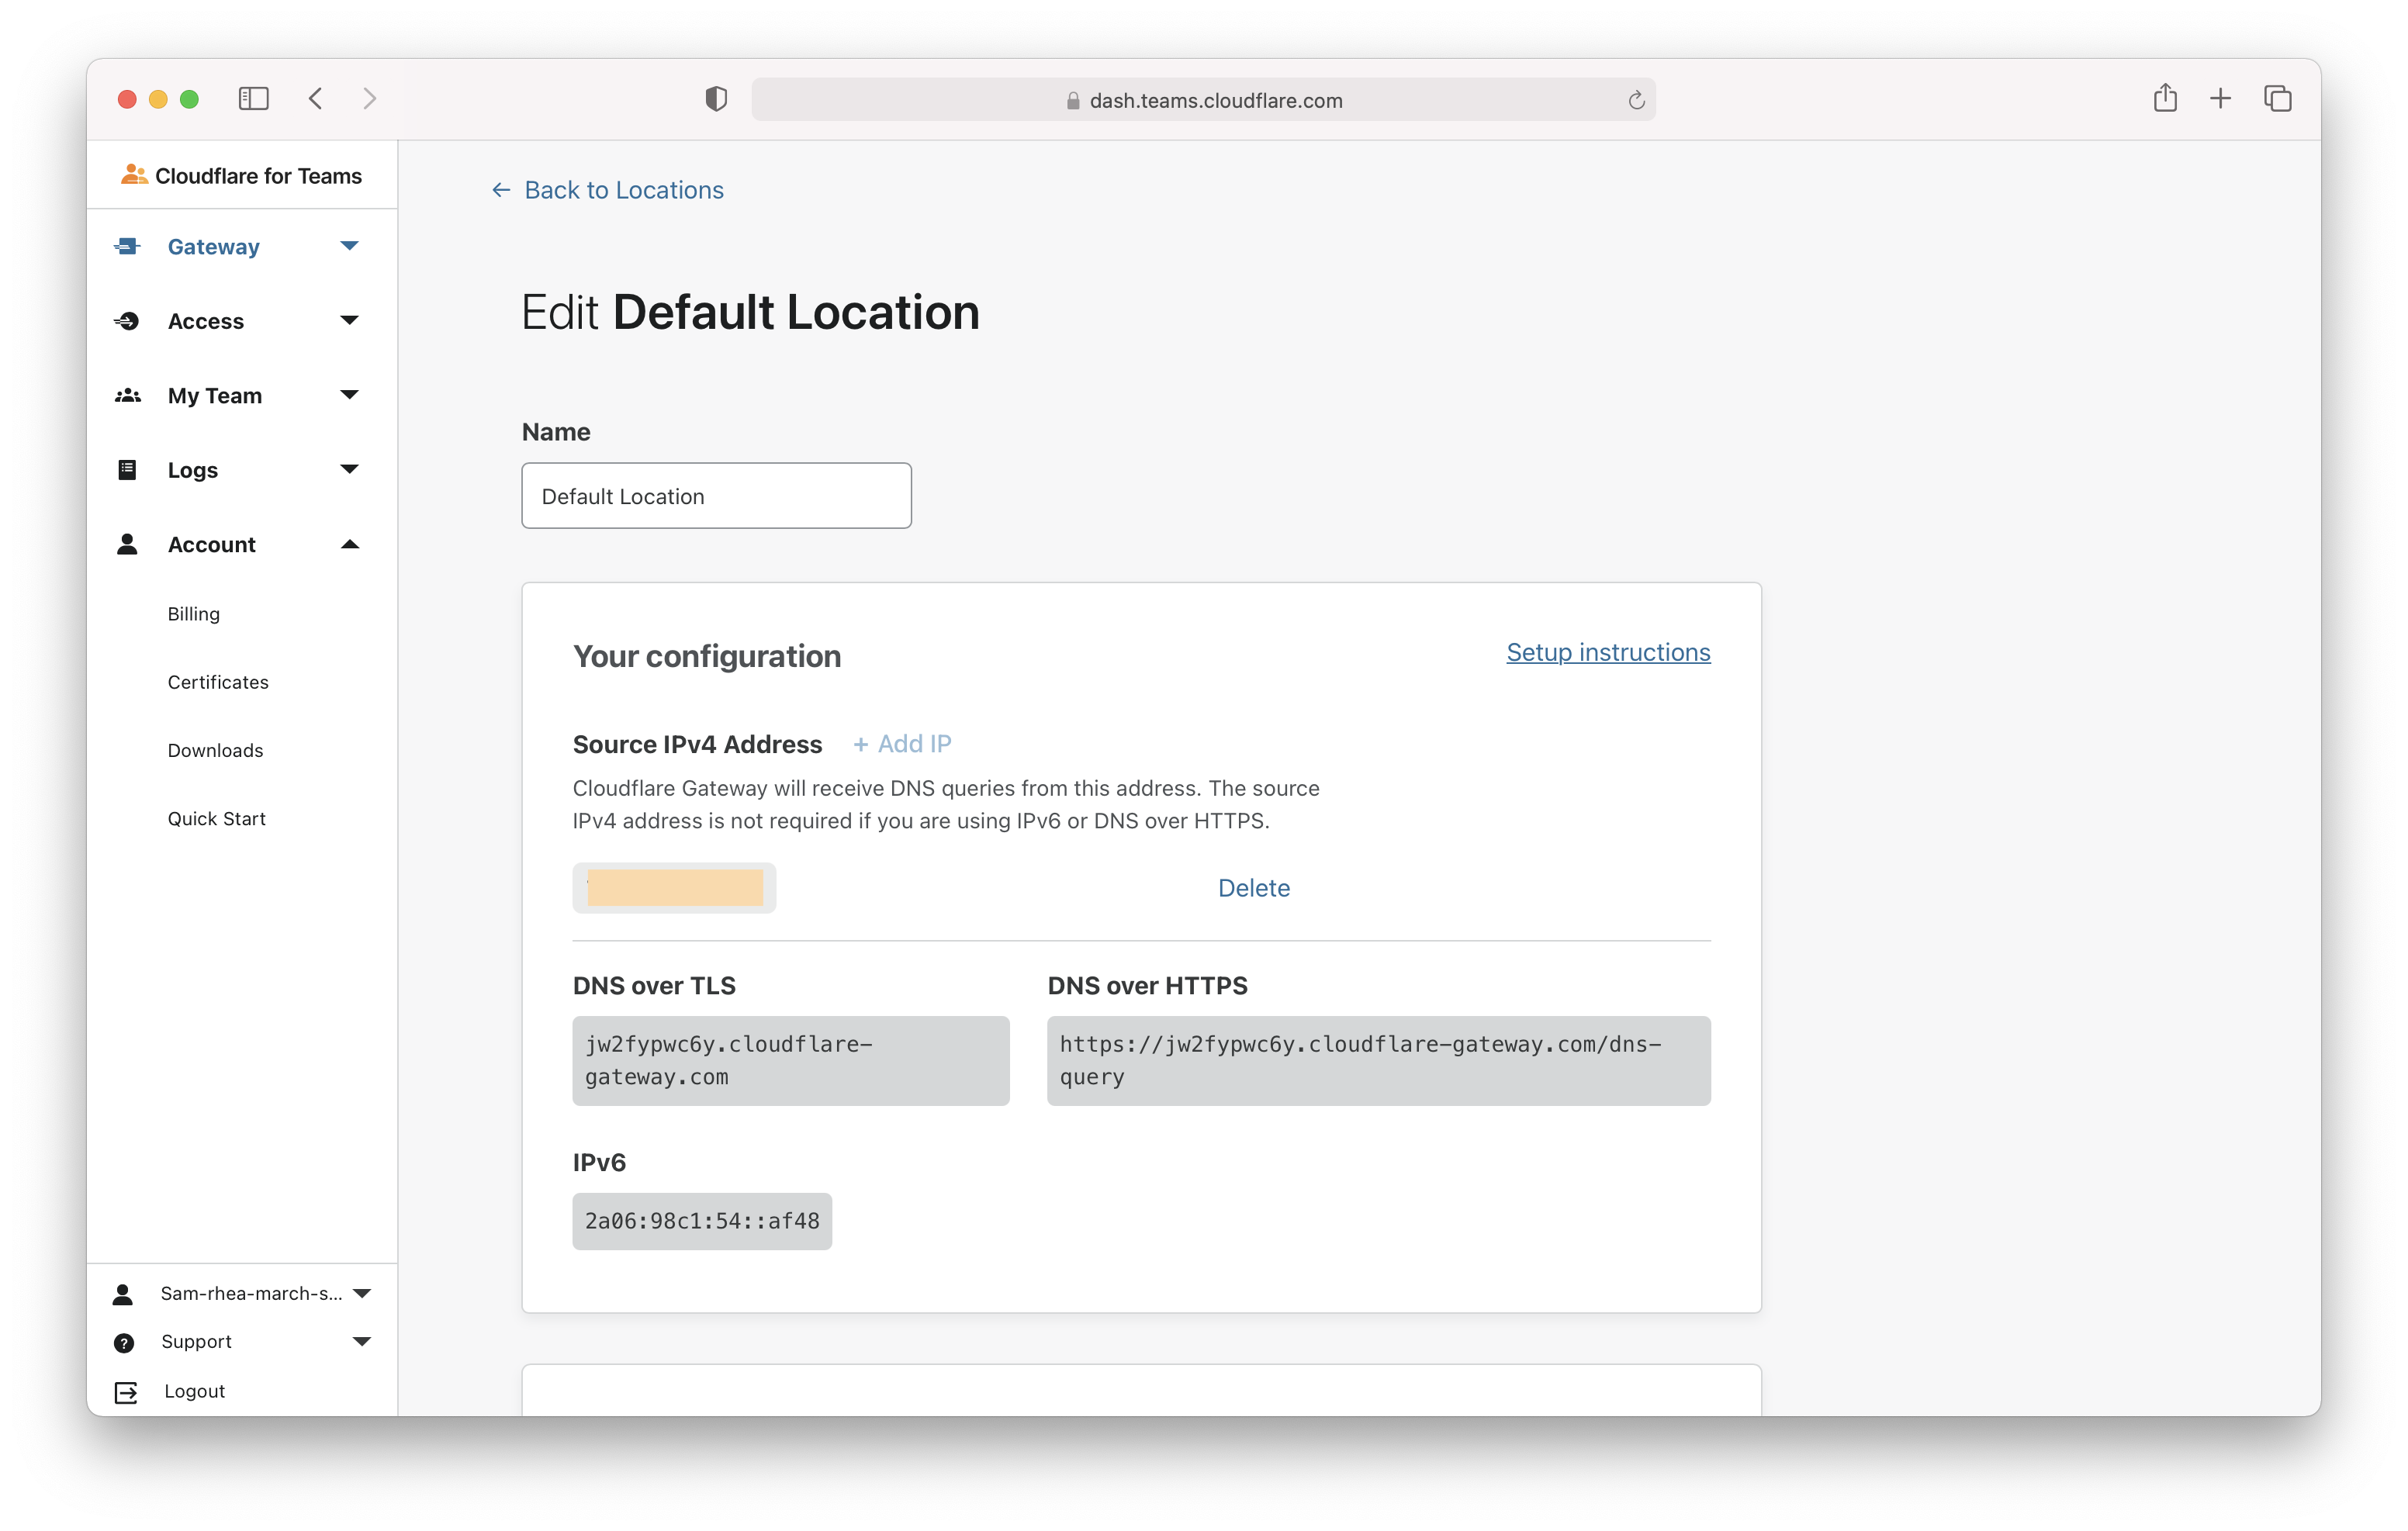 dash.teams.cloudflare.com
Cloudflare for Teams
Gateway
Access
My Team
Logs
Account
Billing
Certificates
Downloads
Quick Start
Sam-rhea-march-s...
Support
Logout
← Back to Locations
Edit Default Location
Name
Default Location
Your configuration
Setup instructions
Source IPv4 Address + Add IP
Cloudflare Gateway will receive DNS queries from this address. The source
IPv4 address is not required if you are using IPv6 or DNS over HTTPS.
Delete
DNS over TLS
jw2fypwc6y.cloudflare-
gateway.com
DNS over HTTPS
https://jw2fypwc6y.cloudflare-gateway.com/dns-
query
IPv6
2a06:98c1:54::af48